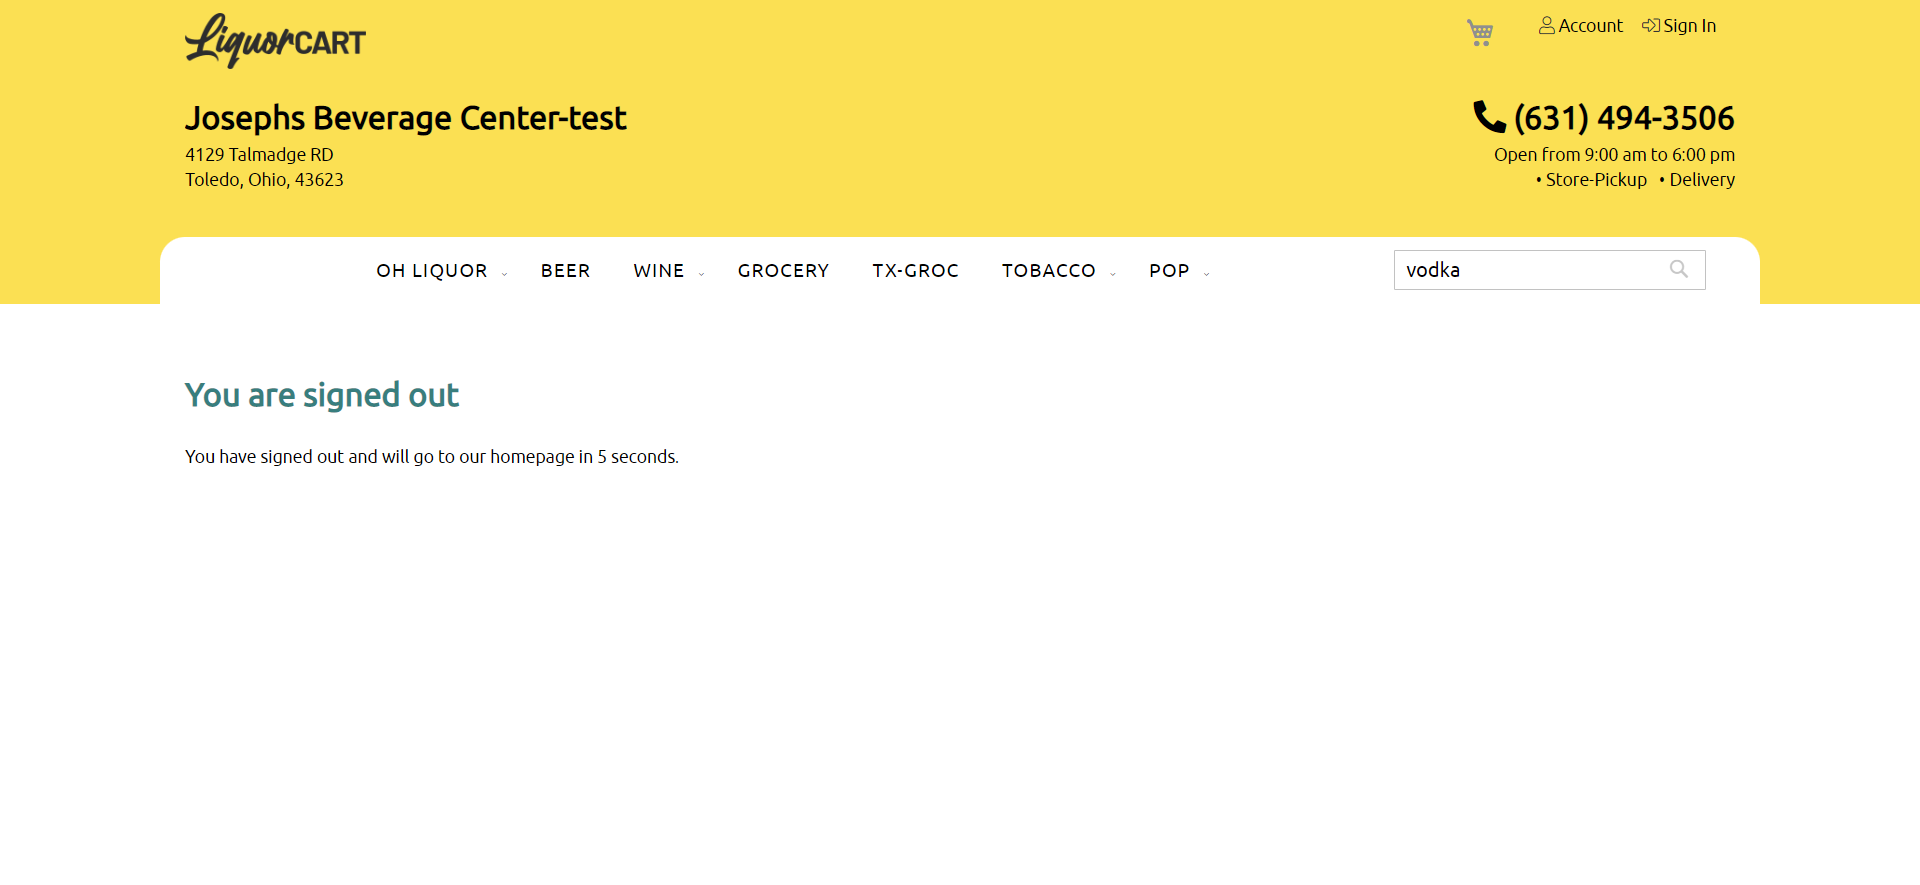 LiquorCART
Account
Sign In
Josephs Beverage Center-test
(631) 494-3506
4129 Talmadge RD
Open from 9:00 am to 6:00 pm
Toledo, Ohio, 43623
• Store-Pickup • Delivery
OH LIQUOR BEER WINE GROCERY TX-GROC TOBACCO POP
vodka
You are signed out
You have signed out and will go to our homepage in 5 seconds.